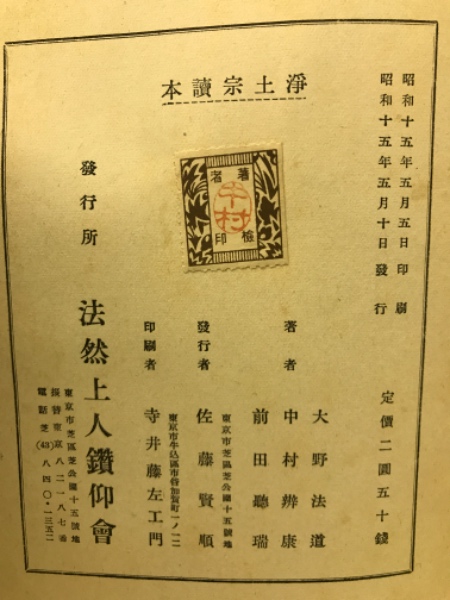 昭和十五年五月五日印刷
昭和十五年五月十日發行
定價二圓五十錢
淨土宗讀本
著者
檢印
中村
著者
大野法道
中村辨康
前田聽瑞
發行者
東京市芝區芝公園十五號地
佐藤賢順
印刷者
東京市牛込區市谷加賀町一ノ一二
寺井藤左工門
發行所
法然上人鑽仰會
東京市芝區芝公園十五號地
振替東京八二一八七番
電話芝(43)八四〇・一三五二